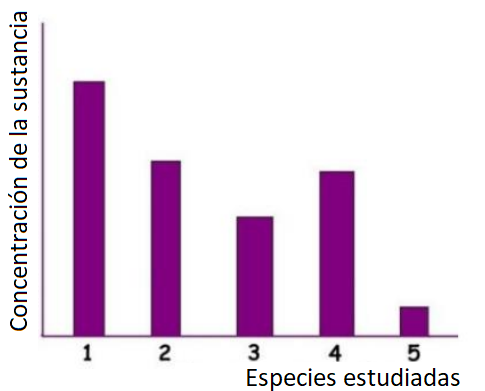 Concentración de la sustancia
1 2 3 4 5
Especies estudiadas